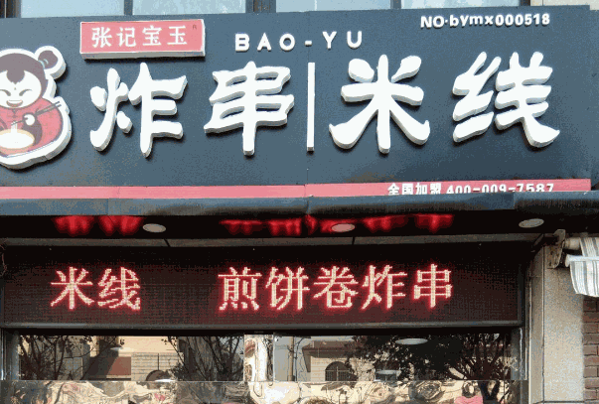 NO·bymx000518
张记宝玉
BAO-YU
炸串|米线
全国加盟 400-009-7587
米线 煎饼卷炸串